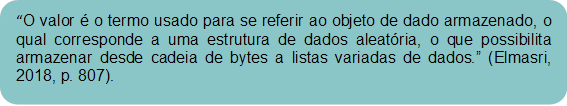 “O valor é o termo usado para se referir ao objeto de dado armazenado, o
qual corresponde a uma estrutura de dados aleatória, o que possibilita
armazenar desde cadeia de bytes a listas variadas de dados.” (Elmasri,
2018, p. 807).